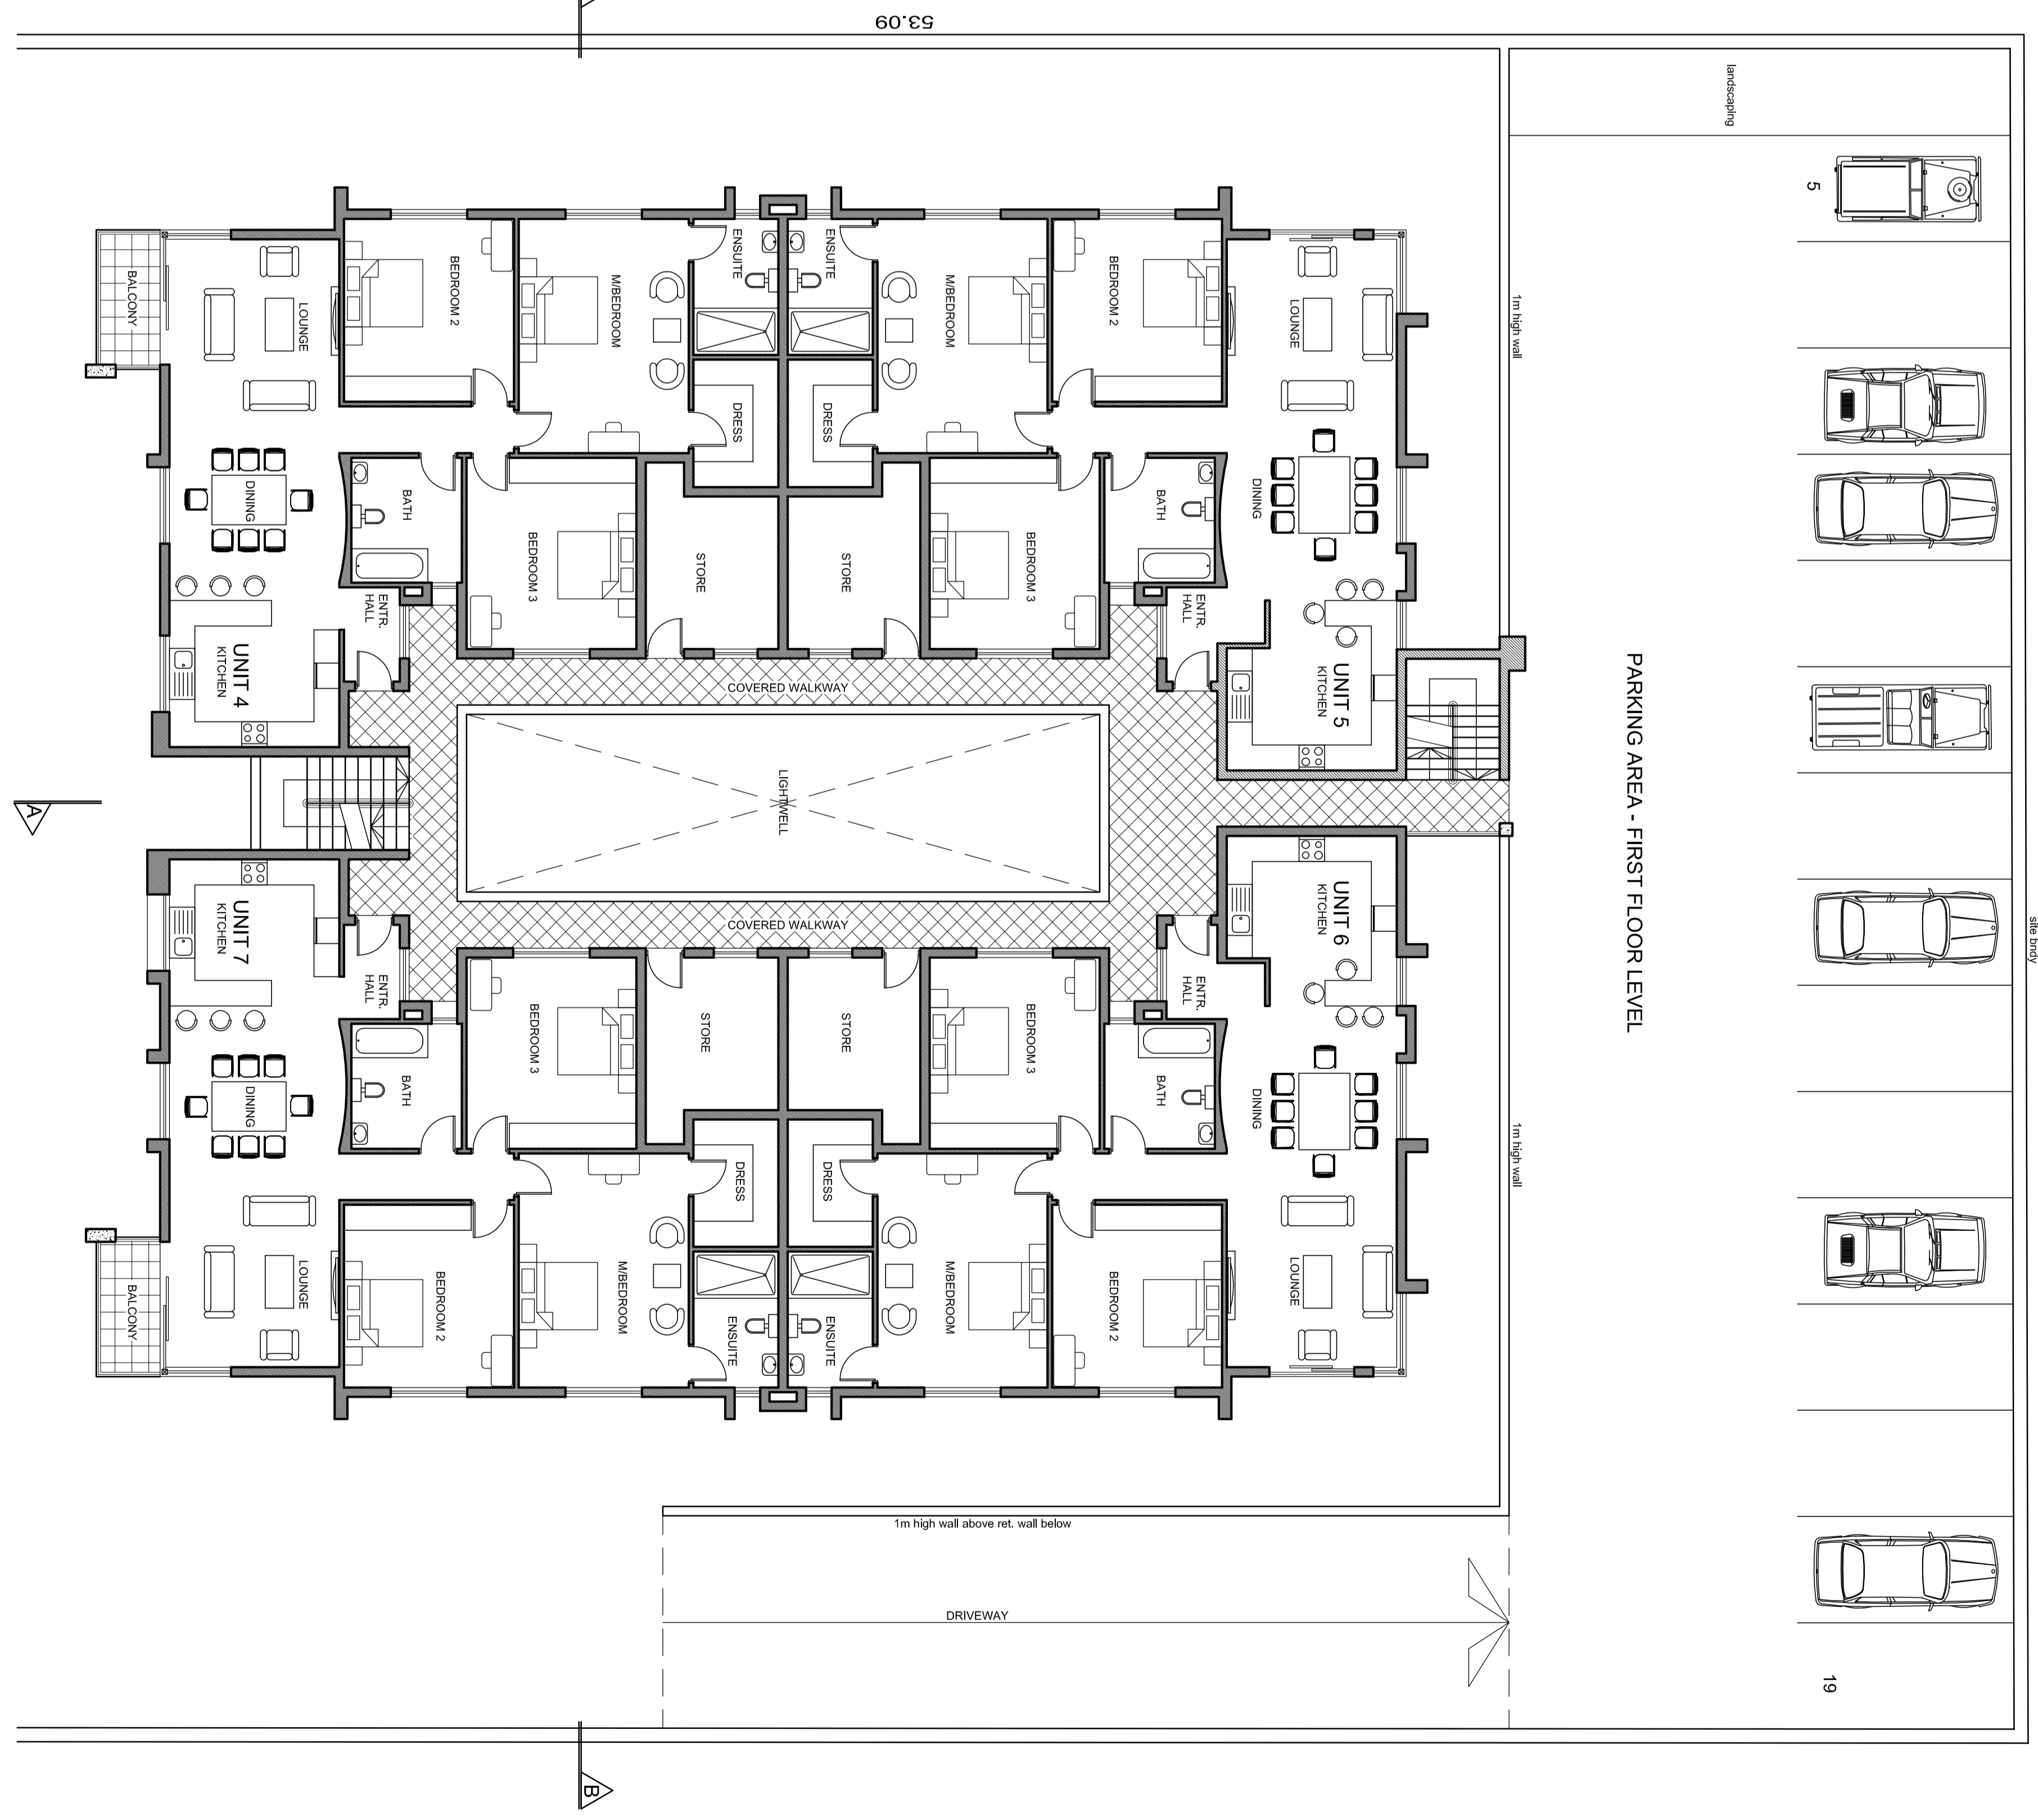 53.09
landscaping
5
1m high wall
PARKING AREA - FIRST FLOOR LEVEL
1m high wall
site bndy
19
BALCONY
LOUNGE
BEDROOM 2
M/BEDROOM
ENSUITE
ENSUITE
M/BEDROOM
BEDROOM 2
LOUNGE
DRESS
DRESS
DINING
BATH
BEDROOM 3
STORE
STORE
BEDROOM 3
BATH
DINING
ENTR.
HALL
ENTR.
HALL
UNIT 4
KITCHEN
UNIT 5
KITCHEN
COVERED WALKWAY
LIGHTWELL
A
COVERED WALKWAY
UNIT 7
KITCHEN
UNIT 6
KITCHEN
ENTR.
HALL
ENTR.
HALL
DINING
BATH
BEDROOM 3
STORE
STORE
BEDROOM 3
BATH
DINING
DRESS
DRESS
BALCONY
LOUNGE
BEDROOM 2
M/BEDROOM
ENSUITE
ENSUITE
M/BEDROOM
BEDROOM 2
LOUNGE
1m high wall above ret. wall below
DRIVEWAY
B